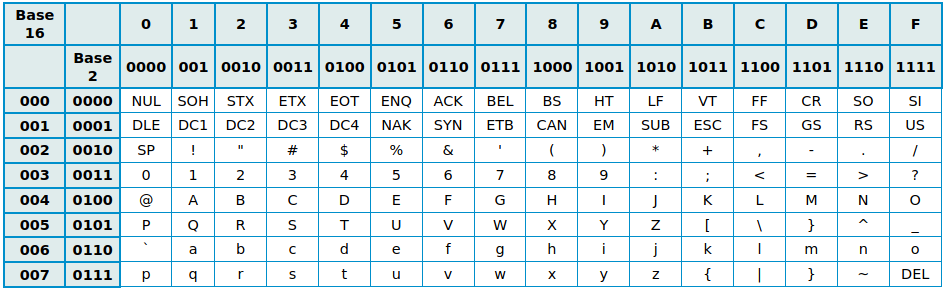 Base 16 0 1 2 3 4 5 6 7 8 9 A B C D E F
Base 2 0000 001 0010 0011 0100 0101 0110 0111 1000 1001 1010 1011 1100 1101 1110 1111
000 0000 NUL SOH STX ETX EOT ENQ ACK BEL BS HT LF VT FF CR SO SI
001 0001 DLE DC1 DC2 DC3 DC4 NAK SYN ETB CAN EM SUB ESC FS GS RS US
002 0010 SP ! " # $ % & ' ( ) * + , - . /
003 0011 0 1 2 3 4 5 6 7 8 9 : ; < = > ?
004 0100 @ A B C D E F G H I J K L M N O
005 0101 P Q R S T U V W X Y Z [ \ } ^ _
006 0110 ` a b c d e f g h i j k l m n o
007 0111 p q r s t u v w x y z { | } ~ DEL